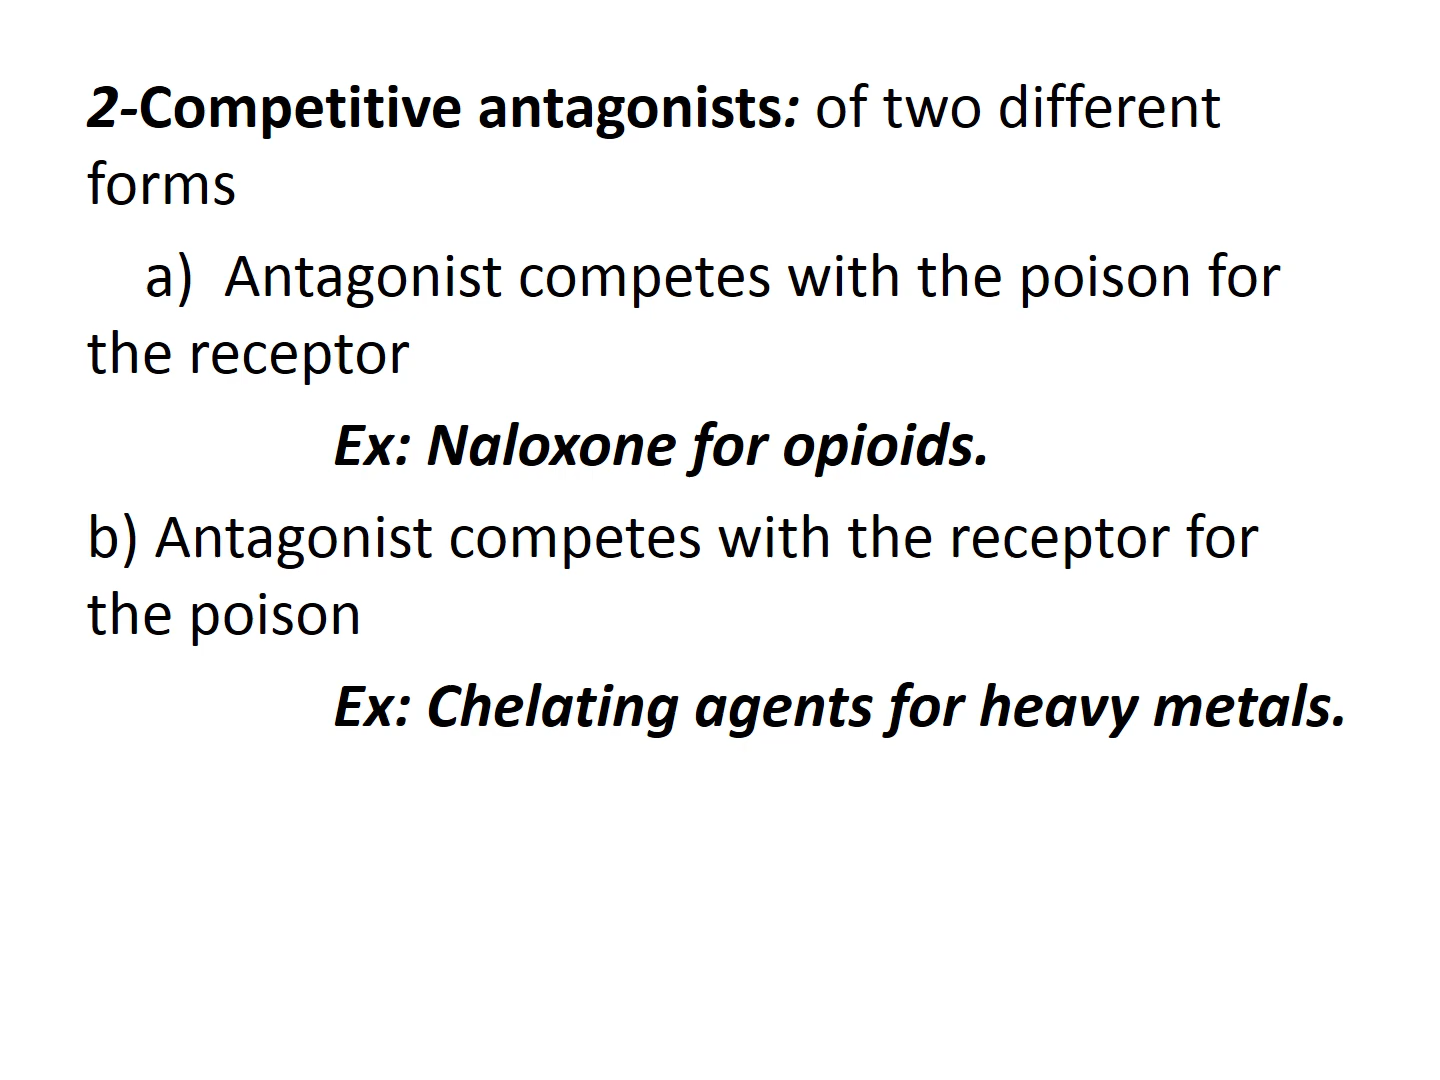 2-Competitive antagonists: of two different
forms
a) Antagonist competes with the poison for
the receptor
Ex: Naloxone for opioids.
b) Antagonist competes with the receptor for
the poison
Ex: Chelating agents for heavy metals.